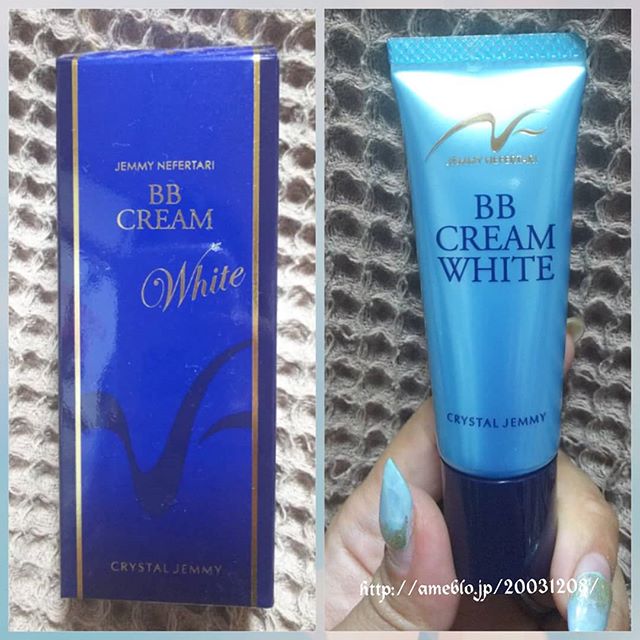 JEMMY NEFERTARI
BB
CREAM
White
CRYSTAL JEMMY
JEMMY NEFERTARI
BB
CREAM
WHITE
CRYSTAL JEMMY
http://ameblo.jp/20031208/